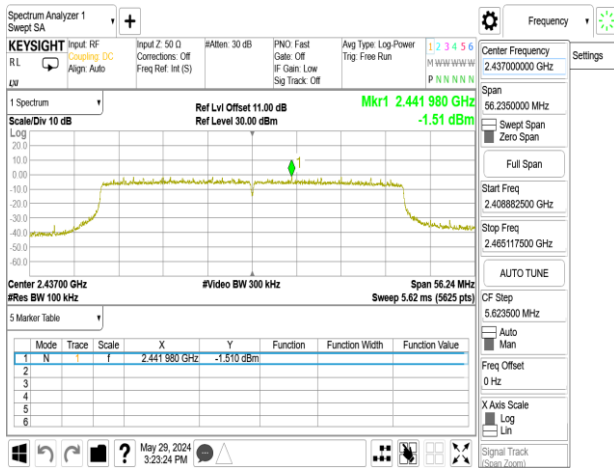 Spectrum Analyzer 1
Swept SA
+
Frequency
KEYSIGHT
RL
Input: RF
Coupling: DC
Align: Auto
Input Z: 50 Ω
Corrections: Off
Freq Ref: Int (S)
#Atten: 30 dB
PNO: Fast
Gate: Off
IF Gain: Low
Sig Track: Off
Avg Type: Log-Power
Trig: Free Run
1 2 3 4 5 6
M W W W W W
P N N N N N
Center Frequency
2.437000000 GHz
Settings
Span
56.2350000 MHz
Swept Span
Zero Span
Full Span
Start Freq
2.408882500 GHz
Stop Freq
2.465117500 GHz
AUTO TUNE
CF Step
5.623500 MHz
Auto
Man
Freq Offset
0 Hz
X Axis Scale
Log
Lin
Signal Track
(Span Zoom)
1 Spectrum
Scale/Div 10 dB
Ref Lvl Offset 11.00 dB
Ref Level 30.00 dBm
Mkr1 2.441 980 GHz
-1.51 dBm
Log
20.0
10.0
0.00
-10.0
-20.0
-30.0
-40.0
-50.0
-60.0
1
Center 2.43700 GHz
#Res BW 100 kHz
#Video BW 300 kHz
Span 56.24 MHz
Sweep 5.62 ms (5625 pts)
5 Marker Table
Mode Trace Scale X Y Function Function Width Function Value
1 N 1 f 2.441 980 GHz -1.510 dBm
2
3
4
5
6
?
May 29, 2024
3:23:24 PM